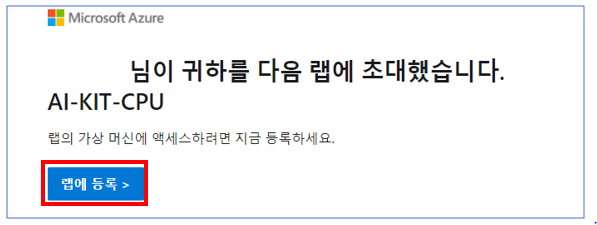 Microsoft Azure
님이 귀하를 다음 랩에 초대했습니다.
AI-KIT-CPU
랩의 가상 머신에 액세스하려면 지금 등록하세요.
랩에 등록 >
.